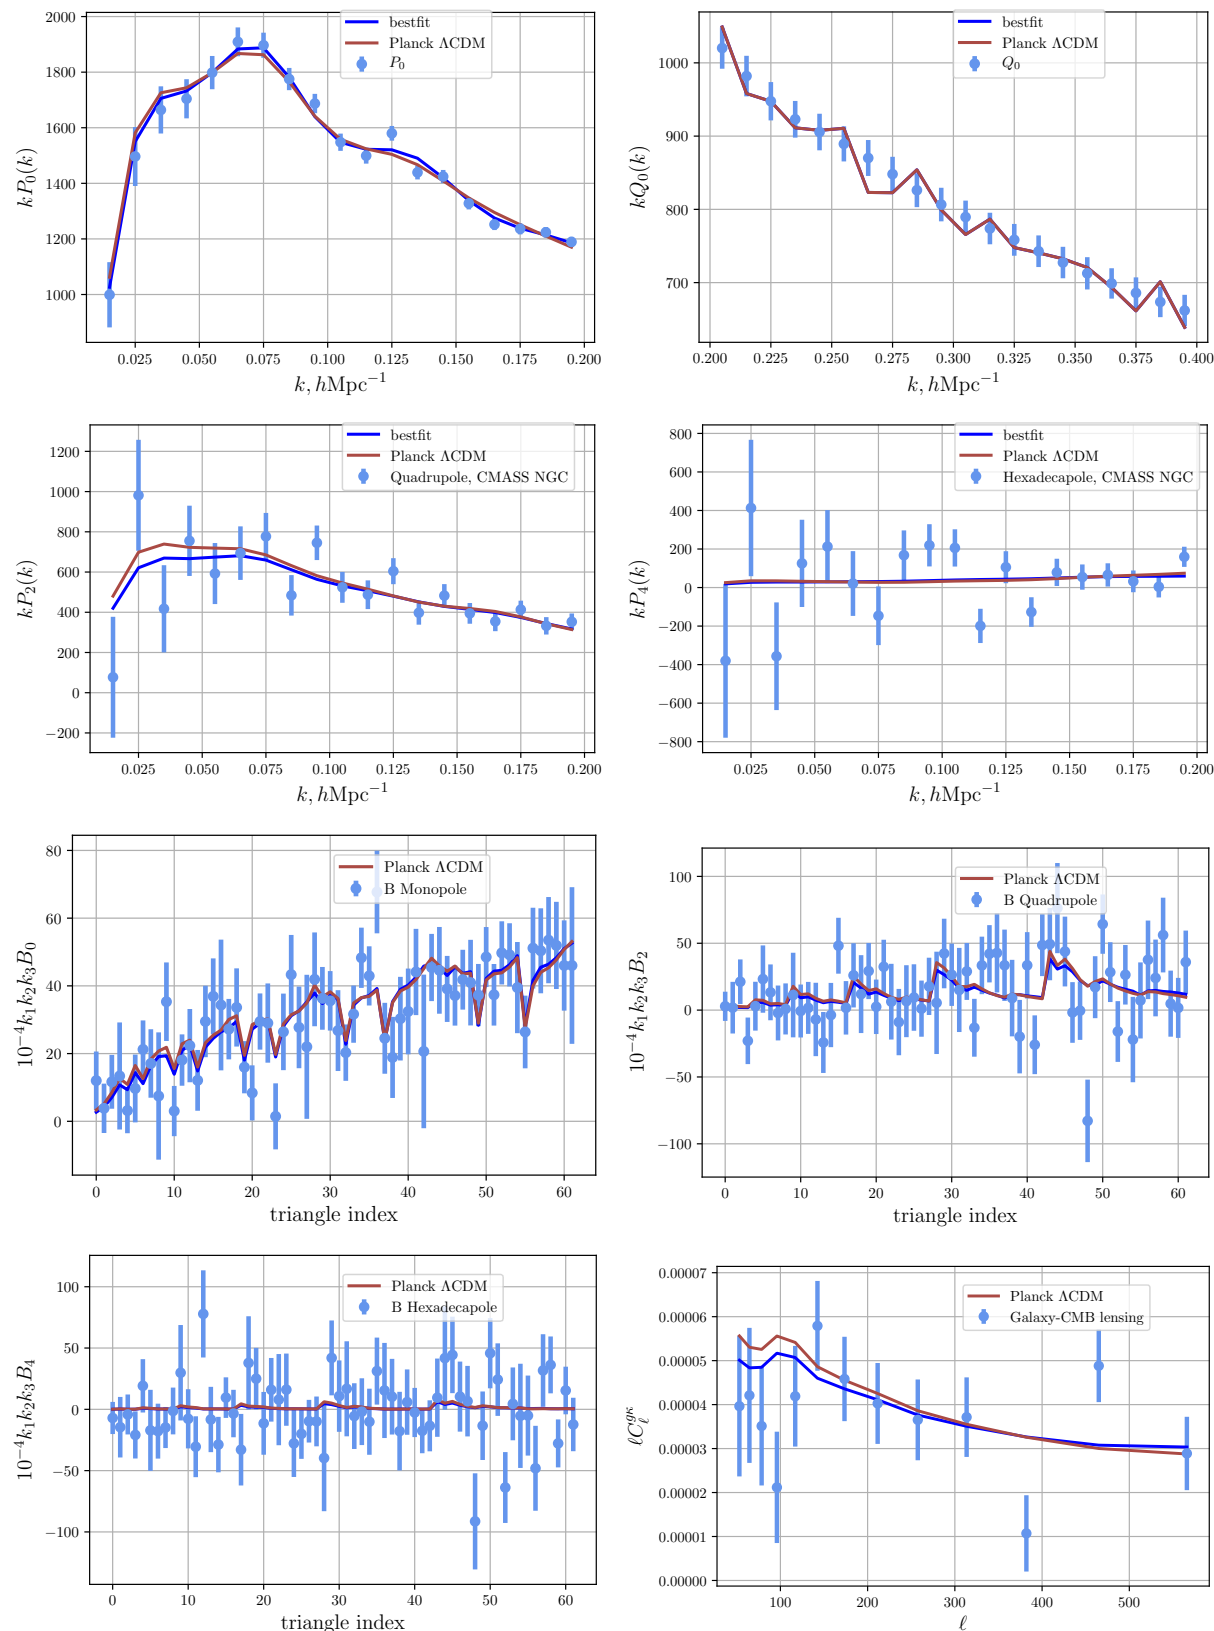 bestfit
Planck ΛCDM
P₀
2000
1800
1600
1400
1200
1000
kP₀(k)
0.025 0.050 0.075 0.100 0.125 0.150 0.175 0.200
k, hMpc⁻¹
bestfit
Planck ΛCDM
Q₀
1000
900
800
700
kQ₀(k)
0.200 0.225 0.250 0.275 0.300 0.325 0.350 0.375 0.400
k, hMpc⁻¹
bestfit
Planck ΛCDM
Quadrupole, CMASS NGC
1200
1000
800
600
400
200
0
−200
kP₂(k)
0.025 0.050 0.075 0.100 0.125 0.150 0.175 0.200
k, hMpc⁻¹
bestfit
Planck ΛCDM
Hexadecapole, CMASS NGC
800
600
400
200
0
−200
−400
−600
−800
kP₄(k)
0.025 0.050 0.075 0.100 0.125 0.150 0.175 0.200
k, hMpc⁻¹
Planck ΛCDM
B Monopole
80
60
40
20
0
10⁻⁴k₁k₂k₃B₀
0 10 20 30 40 50 60
triangle index
Planck ΛCDM
B Quadrupole
100
50
0
−50
−100
10⁻⁴k₁k₂k₃B₂
0 10 20 30 40 50 60
triangle index
Planck ΛCDM
B Hexadecapole
100
50
0
−50
−100
10⁻⁴k₁k₂k₃B₄
0 10 20 30 40 50 60
triangle index
Planck ΛCDM
Galaxy-CMB lensing
0.00007
0.00006
0.00005
0.00004
0.00003
0.00002
0.00001
0.00000
ℓC_ℓ^{gκ}
100 200 300 400 500
ℓ